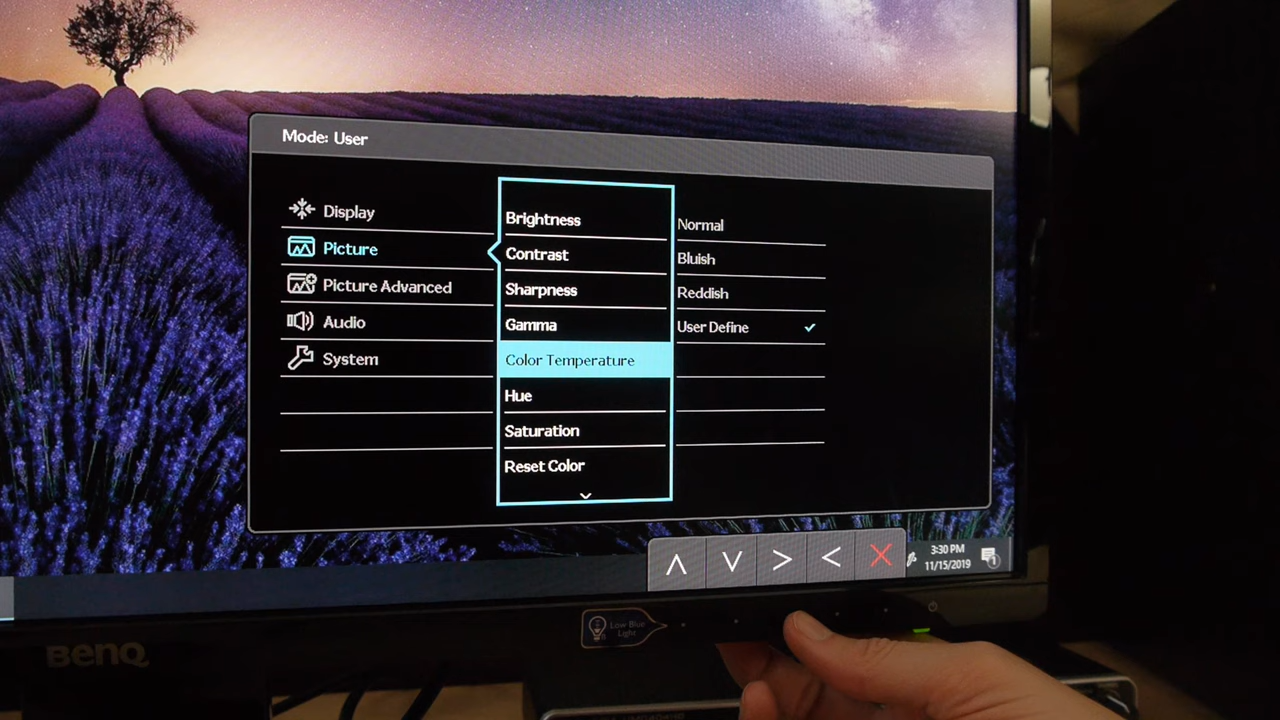 Mode: User
Display
Picture
Picture Advanced
Audio
System
Brightness
Contrast
Sharpness
Gamma
Color Temperature
Hue
Saturation
Reset Color
Normal
Bluish
Reddish
User Define
3:30 PM
11/15/2019
1
Low Blue
Light
BenQ